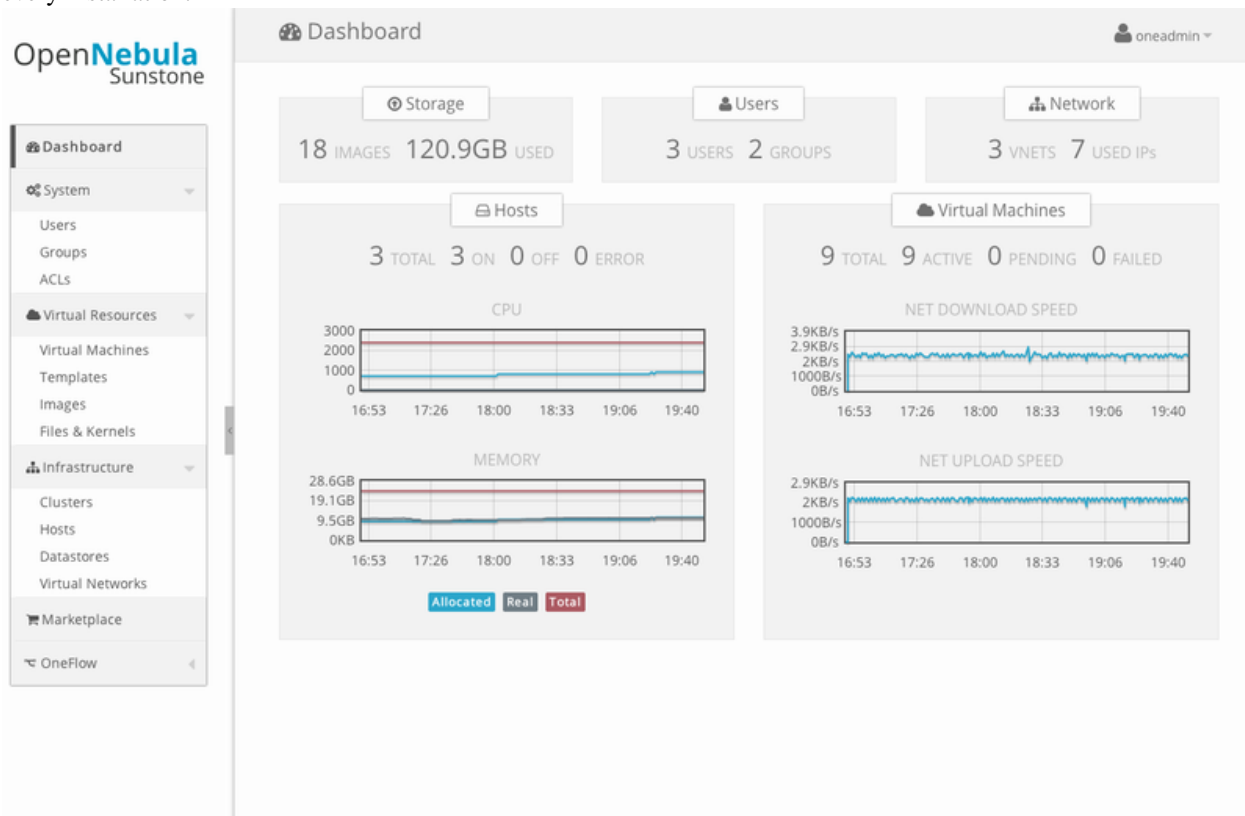 Dashboard
oneadmin
OpenNebula
Sunstone
Dashboard
System
Users
Groups
ACLs
Virtual Resources
Virtual Machines
Templates
Images
Files & Kernels
Infrastructure
Clusters
Hosts
Datastores
Virtual Networks
Marketplace
OneFlow
Storage
18 IMAGES 120.9GB USED
Users
3 USERS 2 GROUPS
Network
3 VNETS 7 USED IPs
Hosts
3 TOTAL 3 ON 0 OFF 0 ERROR
CPU
3000
2000
1000
0
16:53 17:26 18:00 18:33 19:06 19:40
MEMORY
28.6GB
19.1GB
9.5GB
0KB
16:53 17:26 18:00 18:33 19:06 19:40
Allocated Real Total
Virtual Machines
9 TOTAL 9 ACTIVE 0 PENDING 0 FAILED
NET DOWNLOAD SPEED
3.9KB/s
2.9KB/s
2KB/s
1000B/s
0B/s
16:53 17:26 18:00 18:33 19:06 19:40
NET UPLOAD SPEED
2.9KB/s
2KB/s
1000B/s
0B/s
16:53 17:26 18:00 18:33 19:06 19:40